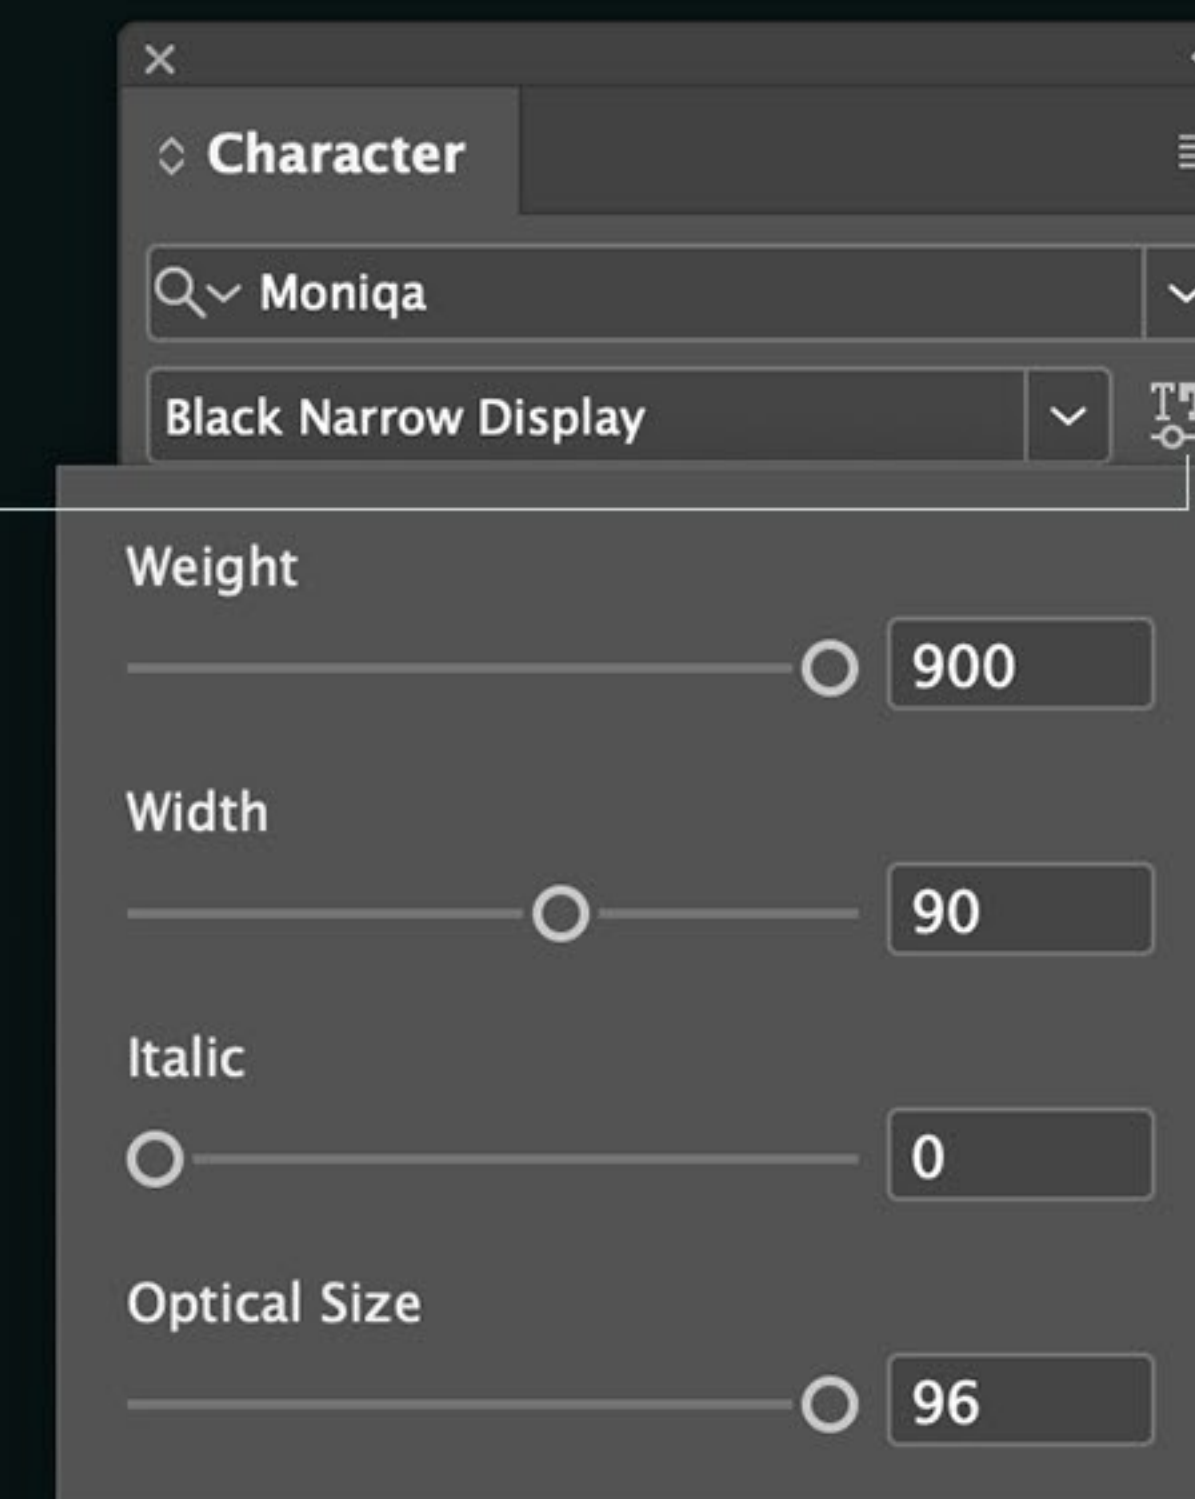 Character
Moniqa
Black Narrow Display
Weight
900
Width
90
Italic
0
Optical Size
96